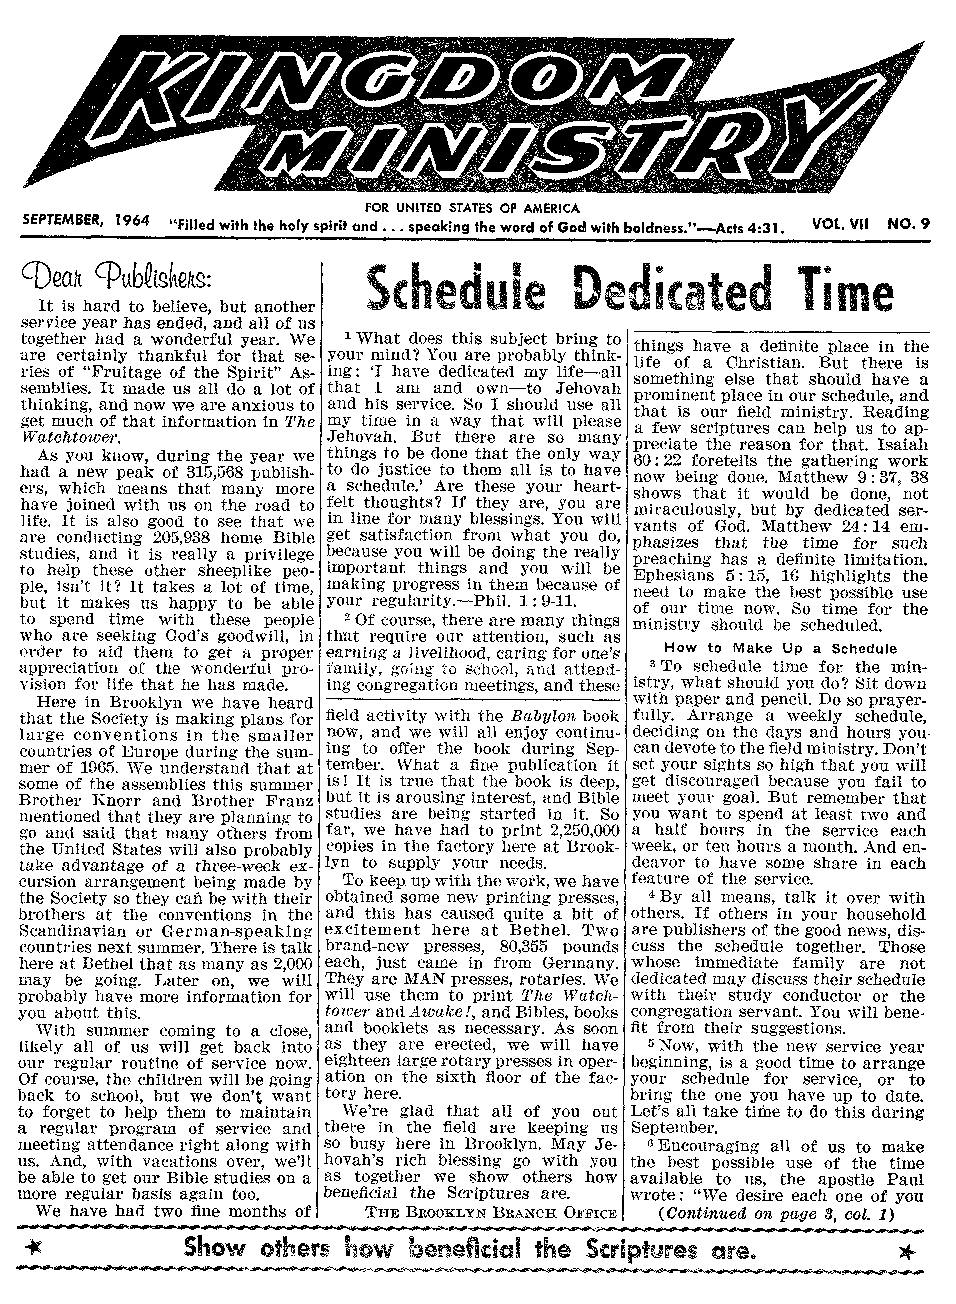 KINGDOM
MINISTRY
FOR UNITED STATES OF AMERICA
SEPTEMBER, 1964 "Filled with the holy spirit and . . . speaking the word of God with boldness."—Acts 4:31. VOL. VII NO. 9
Dear Publishers:
It is hard to believe, but another
service year has ended, and all of us
together had a wonderful year. We
are certainly thankful for that se-
ries of "Fruitage of the Spirit" As-
semblies. It made us all do a lot of
thinking, and now we are anxious to
get much of that information in The
Watchtower.
As you know, during the year we
had a new peak of 315,568 publish-
ers, which means that many more
have joined with us on the road to
life. It is also good to see that we
are conducting 205,938 home Bible
studies, and it is really a privilege
to help these other sheeplike peo-
ple, isn't it? It takes a lot of time,
but it makes us happy to be able
to spend time with these people
who are seeking God's goodwill, in
order to aid them to get a proper
appreciation of the wonderful pro-
vision for life that he has made.
Here in Brooklyn we have heard
that the Society is making plans for
large conventions in the smaller
countries of Europe during the sum-
mer of 1965. We understand that at
some of the assemblies this summer
Brother Knorr and Brother Franz
mentioned that they are planning to
go and said that many others from
the United States will also probably
take advantage of a three-week ex-
cursion arrangement being made by
the Society so they can be with their
brothers at the conventions in the
Scandinavian or German-speaking
countries next summer. There is talk
here at Bethel that as many as 2,000
may be going. Later on, we will
probably have more information for
you about this.
With summer coming to a close,
likely all of us will get back into
our regular routine of service now.
Of course, the children will be going
back to school, but we don't want
to forget to help them to maintain
a regular program of service and
meeting attendance right along with
us. And, with vacations over, we'll
be able to get our Bible studies on a
more regular basis again too.
We have had two fine months of
field activity with the Babylon book
now, and we will all enjoy continu-
ing to offer the book during Sep-
tember. What a fine publication it
is! It is true that the book is deep,
but it is arousing interest, and Bible
studies are being started in it. So
far, we have had to print 2,250,000
copies in the factory here at Brook-
lyn to supply your needs.
To keep up with the work, we have
obtained some new printing presses,
and this has caused quite a bit of
excitement here at Bethel. Two
brand-new presses, 80,355 pounds
each, just came in from Germany.
They are MAN presses, rotaries. We
will use them to print The Watch-
tower and Awake!, and Bibles, books
and booklets as necessary. As soon
as they are erected, we will have
eighteen large rotary presses in oper-
ation on the sixth floor of the fac-
tory here.
We're glad that all of you out
there in the field are keeping us
so busy here in Brooklyn. May Je-
hovah's rich blessing go with you
as together we show others how
beneficial the Scriptures are.
THE BROOKLYN BRANCH OFFICE
Schedule Dedicated Time
1 What does this subject bring to
your mind? You are probably think-
ing: 'I have dedicated my life—all
that I am and own—to Jehovah
and his service. So I should use all
my time in a way that will please
Jehovah. But there are so many
things to be done that the only way
to do justice to them all is to have
a schedule.' Are these your heart-
felt thoughts? If they are, you are
in line for many blessings. You will
get satisfaction from what you do,
because you will be doing the really
important things and you will be
making progress in them because of
your regularity.—Phil. 1:9-11.
2 Of course, there are many things
that require our attention, such as
earning a livelihood, caring for one's
family, going to school, and attend-
ing congregation meetings, and these
things have a definite place in the
life of a Christian. But there is
something else that should have a
prominent place in our schedule, and
that is our field ministry. Reading
a few scriptures can help us to ap-
preciate the reason for that. Isaiah
60:22 foretells the gathering work
now being done. Matthew 9:37, 38
shows that it would be done, not
miraculously, but by dedicated ser-
vants of God. Matthew 24:14 em-
phasizes that the time for such
preaching has a definite limitation.
Ephesians 5:15, 16 highlights the
need to make the best possible use
of our time now. So time for the
ministry should be scheduled.
How to Make Up a Schedule
3 To schedule time for the min-
istry, what should you do? Sit down
with paper and pencil. Do so prayer-
fully. Arrange a weekly schedule,
deciding on the days and hours you
can devote to the field ministry. Don't
set your sights so high that you will
get discouraged because you fail to
meet your goal. But remember that
you want to spend at least two and
a half hours in the service each
week, or ten hours a month. And en-
deavor to have some share in each
feature of the service.
4 By all means, talk it over with
others. If others in your household
are publishers of the good news, dis-
cuss the schedule together. Those
whose immediate family are not
dedicated may discuss their schedule
with their study conductor or the
congregation servant. You will bene-
fit from their suggestions.
5 Now, with the new service year
beginning, is a good time to arrange
your schedule for service, or to
bring the one you have up to date.
Let's all take time to do this during
September.
6 Encouraging all of us to make
the best possible use of the time
available to us, the apostle Paul
wrote: "We desire each one of you
(Continued on page 3, col. 1)
Show others how beneficial the Scriptures are.